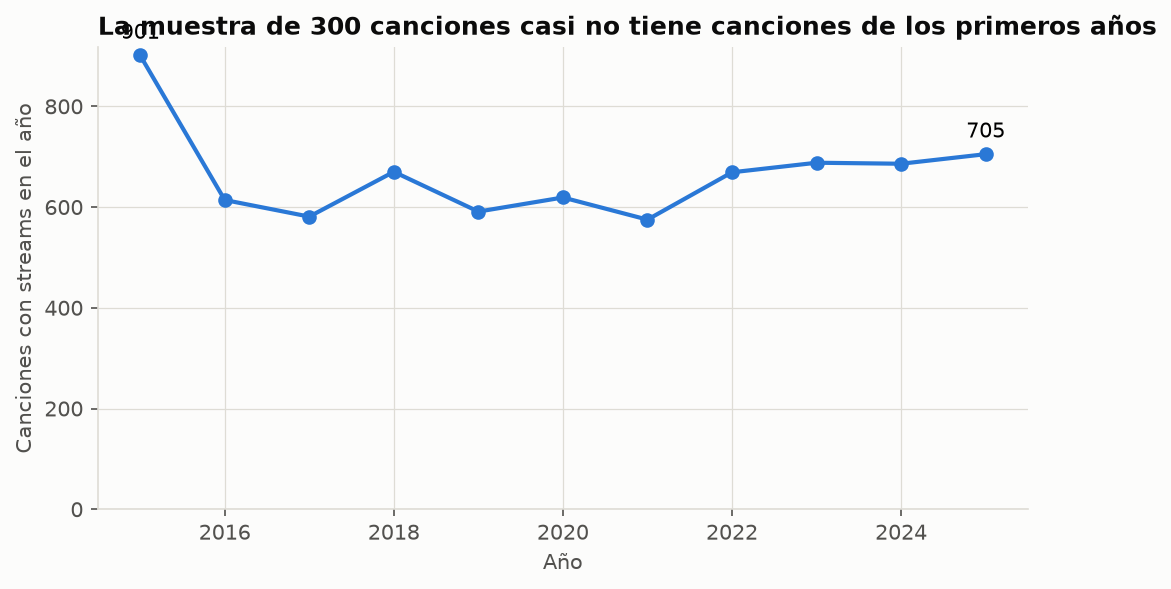 La muestra de 300 canciones casi no tiene canciones de los primeros años
901
705
800
600
400
200
0
Canciones con streams en el año
2016 2018 2020 2022 2024
Año